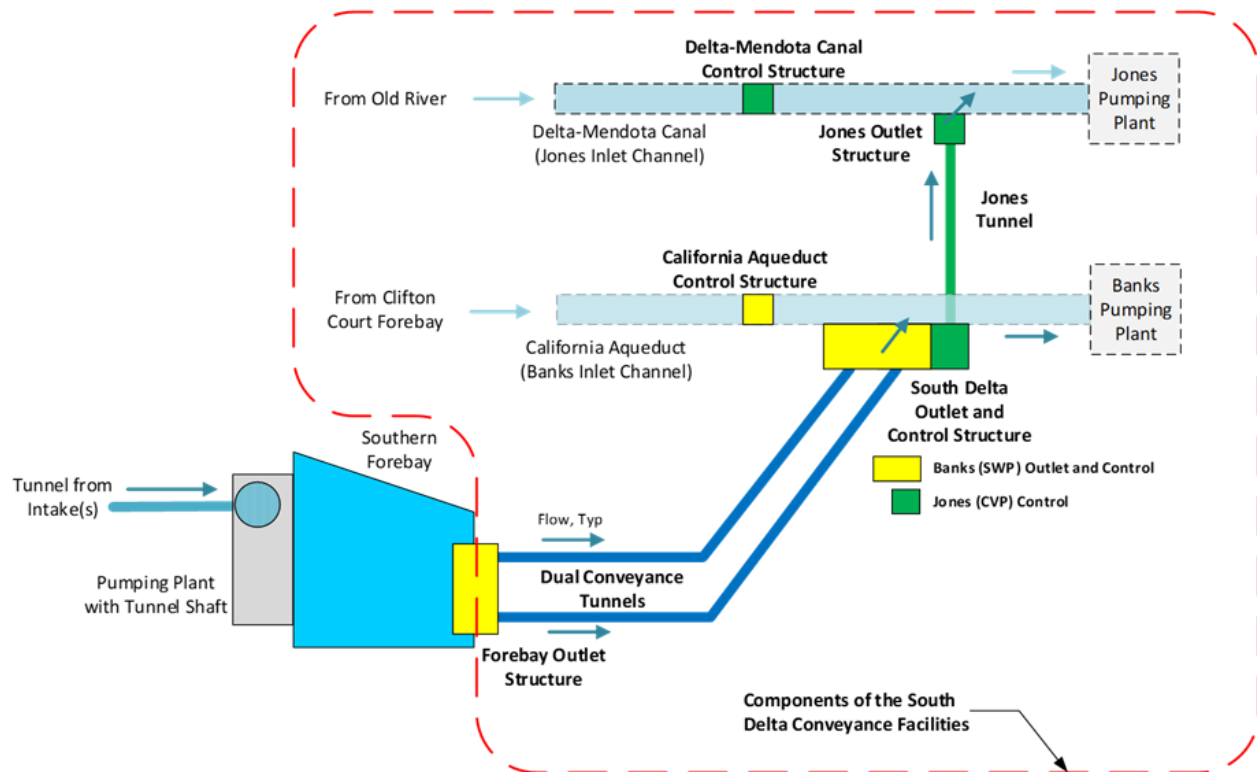 Delta-Mendota Canal
Control Structure
From Old River
Jones
Pumping
Plant
Delta-Mendota Canal
(Jones Inlet Channel)
Jones Outlet
Structure
Jones
Tunnel
California Aqueduct
Control Structure
From Clifton
Court Forebay
Banks
Pumping
Plant
California Aqueduct
(Banks Inlet Channel)
South Delta
Outlet and
Control Structure
Banks (SWP) Outlet and Control
Jones (CVP) Control
Southern
Forebay
Tunnel from
Intake(s)
Flow, Typ
Pumping Plant
with Tunnel Shaft
Dual Conveyance
Tunnels
Forebay Outlet
Structure
Components of the South
Delta Conveyance Facilities